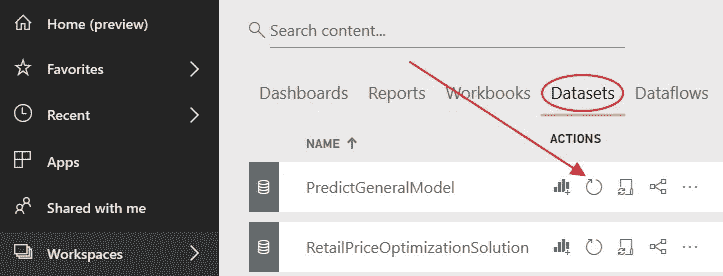 Home (preview)
Favorites
Recent
Apps
Shared with me
Workspaces
Search content...
Dashboards Reports Workbooks Datasets Dataflows
NAME ACTIONS
PredictGeneralModel
RetailPriceOptimizationSolution